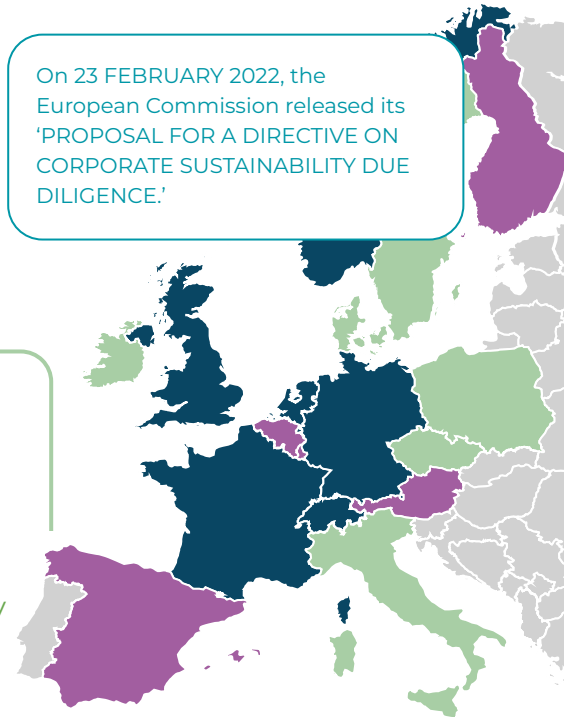 On 23 FEBRUARY 2022, the
European Commission released its
‘PROPOSAL FOR A DIRECTIVE ON
CORPORATE SUSTAINABILITY DUE
DILIGENCE.’